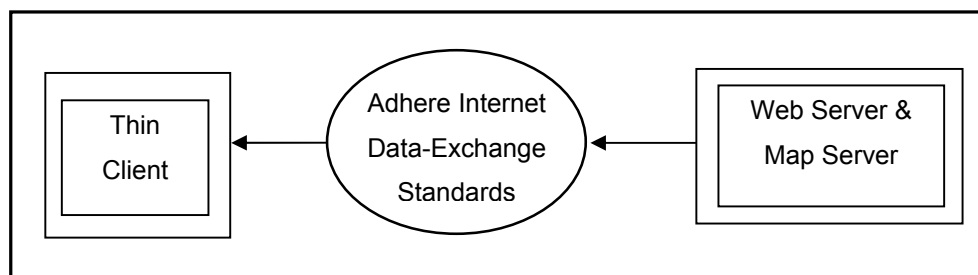 Thin
Client
Adhere Internet
Data-Exchange
Standards
Web Server &
Map Server